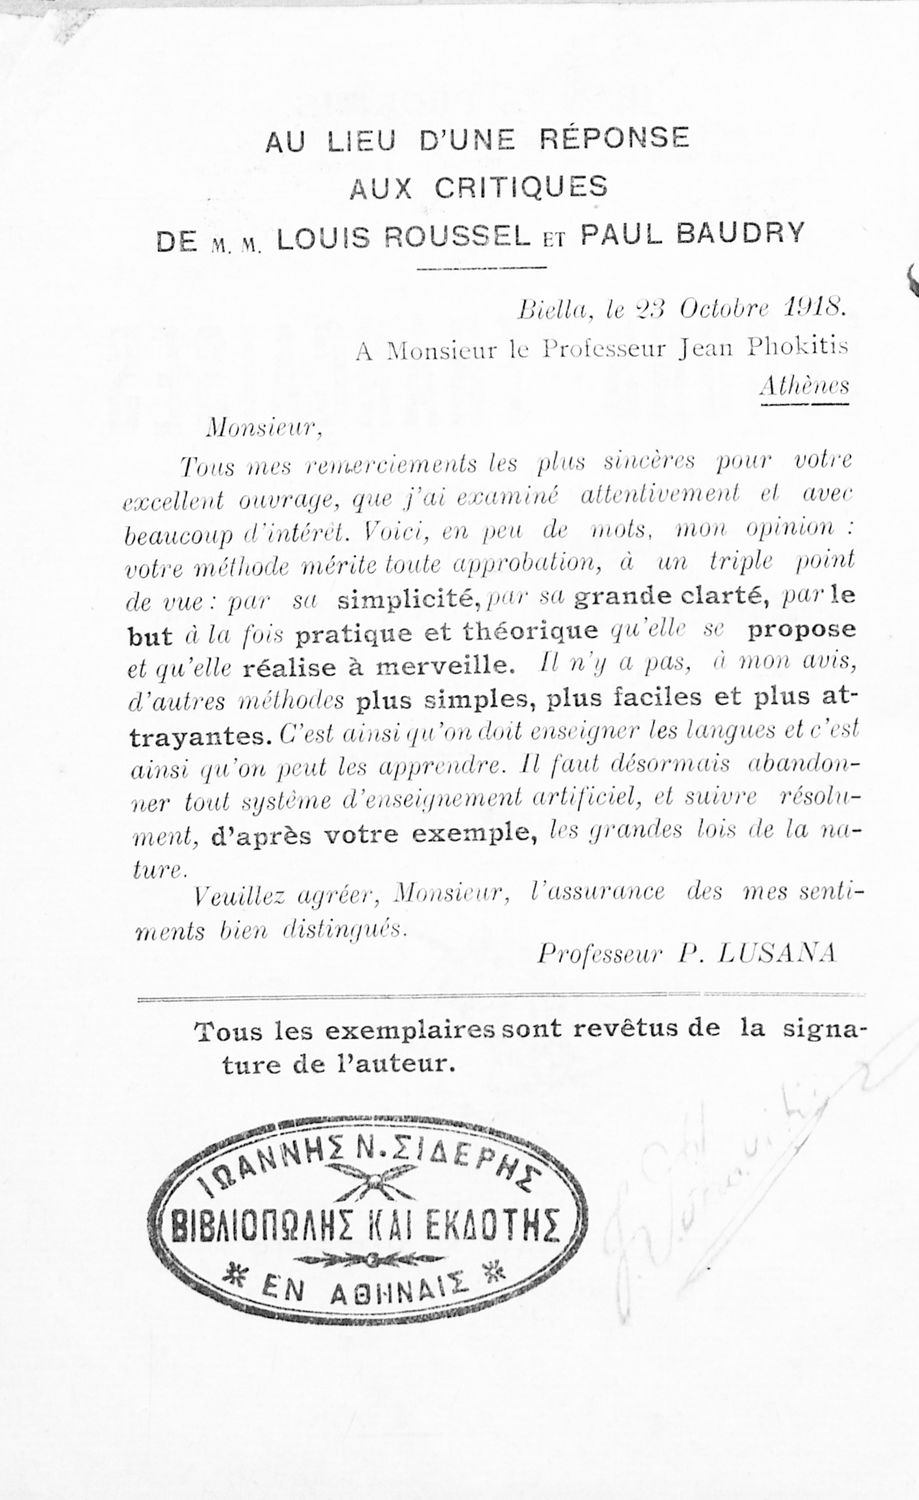 AU LIEU D'UNE RÉPONSE
AUX CRITIQUES
DE M. M. LOUIS ROUSSEL ET PAUL BAUDRY
Biella, le 23 Octobre 1918.
A Monsieur le Professeur Jean Phokitis
Athènes
Monsieur,
Tous mes remerciements les plus sincères pour votre
excellent ouvrage, que j'ai examiné attentivement et avec
beaucoup d'intérêt. Voici, en peu de mots, mon opinion :
votre méthode mérite toute approbation, à un triple point
de vue : par sa simplicité, par sa grande clarté, par le
but à la fois pratique et théorique qu'elle se propose
et qu'elle réalise à merveille. Il n'y a pas, à mon avis,
d'autres méthodes plus simples, plus faciles et plus at-
trayantes. C'est ainsi qu'on doit enseigner les langues et c'est
ainsi qu'on peut les apprendre. Il faut désormais abandon-
ner tout système d'enseignement artificiel, et suivre résolu-
ment, d'après votre exemple, les grandes lois de la na-
ture.
Veuillez agréer, Monsieur, l'assurance des mes senti-
ments bien distingués.
Professeur P. LUSANA
Tous les exemplaires sont revêtus de la signa-
ture de l'auteur.
ΙΩΑΝΝΗΣ Ν. ΣΙΔΕΡΗΣ
ΒΙΒΛΙΟΠΩΛΗΣ ΚΑΙ ΕΚΔΟΤΗΣ
ΕΝ ΑΘΗΝΑΙΣ